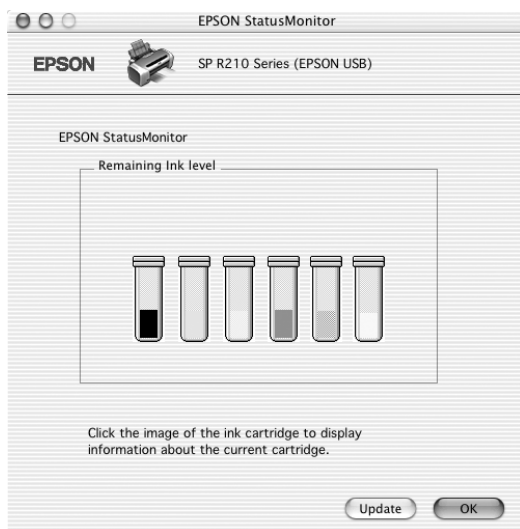 EPSON StatusMonitor
EPSON
SP R210 Series (EPSON USB)
EPSON StatusMonitor
Remaining Ink level
Click the image of the ink cartridge to display
information about the current cartridge.
Update
OK